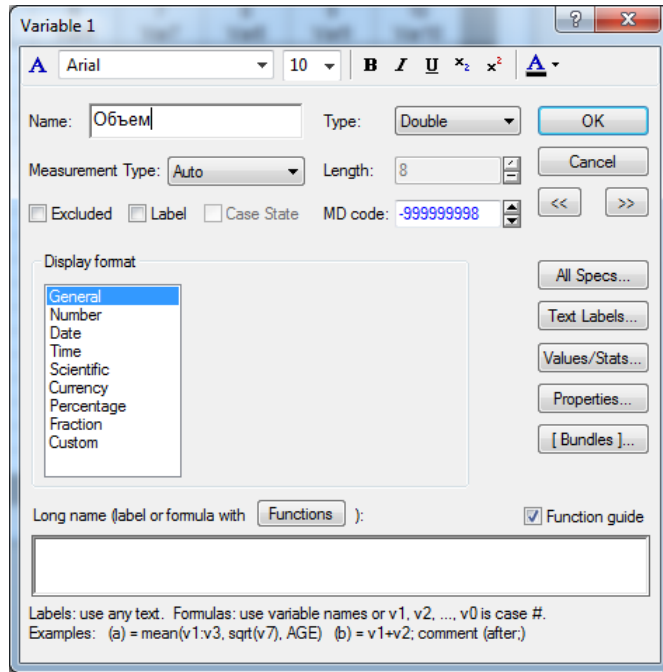 Variable 1
A Arial 10 B I U x₂ x² A
Name: Объем Type: Double OK
Measurement Type: Auto Length: 8 Cancel
Excluded Label Case State MD code: -999999998 << >>
Display format
General
Number
Date
Time
Scientific
Currency
Percentage
Fraction
Custom
All Specs...
Text Labels...
Values/Stats...
Properties...
[ Bundles ]...
Long name (label or formula with Functions ): Function guide
Labels: use any text. Formulas: use variable names or v1, v2, ..., v0 is case #.
Examples: (a) = mean(v1:v3, sqrt(v7), AGE) (b) = v1+v2; comment (after;)